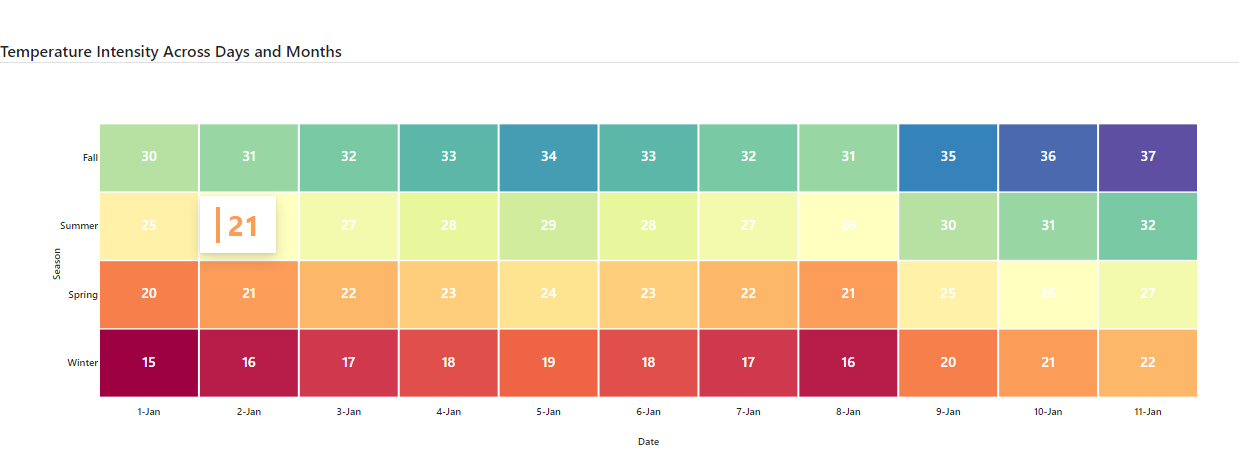 Temperature Intensity Across Days and Months
Fall 30 31 32 33 34 33 32 31 35 36 37
Summer 25 21 27 28 29 28 27 26 30 31 32
Season
Spring 20 21 22 23 24 23 22 21 25 26 27
Winter 15 16 17 18 19 18 17 16 20 21 22
1-Jan 2-Jan 3-Jan 4-Jan 5-Jan 6-Jan 7-Jan 8-Jan 9-Jan 10-Jan 11-Jan
Date